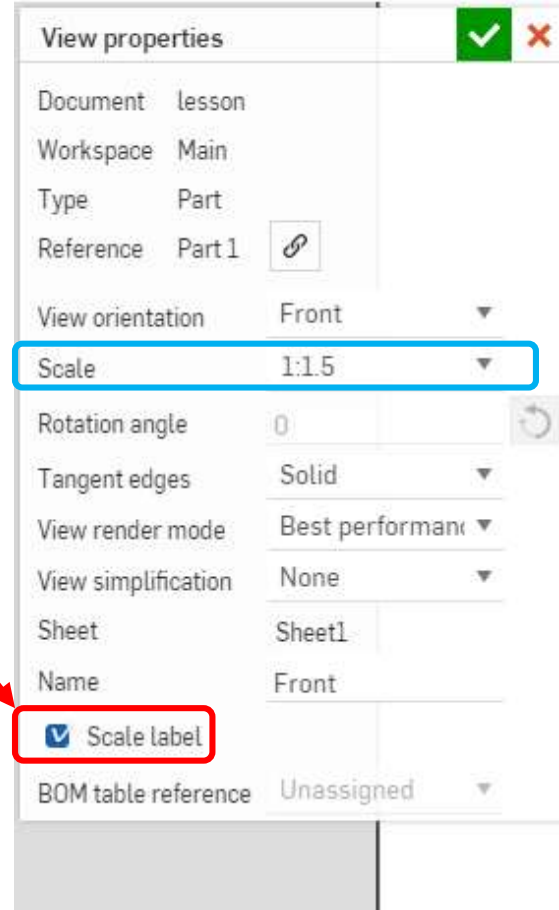 View properties
Document lesson
Workspace Main
Type Part
Reference Part 1
View orientation Front
Scale 1:1.5
Rotation angle 0
Tangent edges Solid
View render mode Best performanc
View simplification None
Sheet Sheet1
Name Front
Scale label
BOM table reference Unassigned